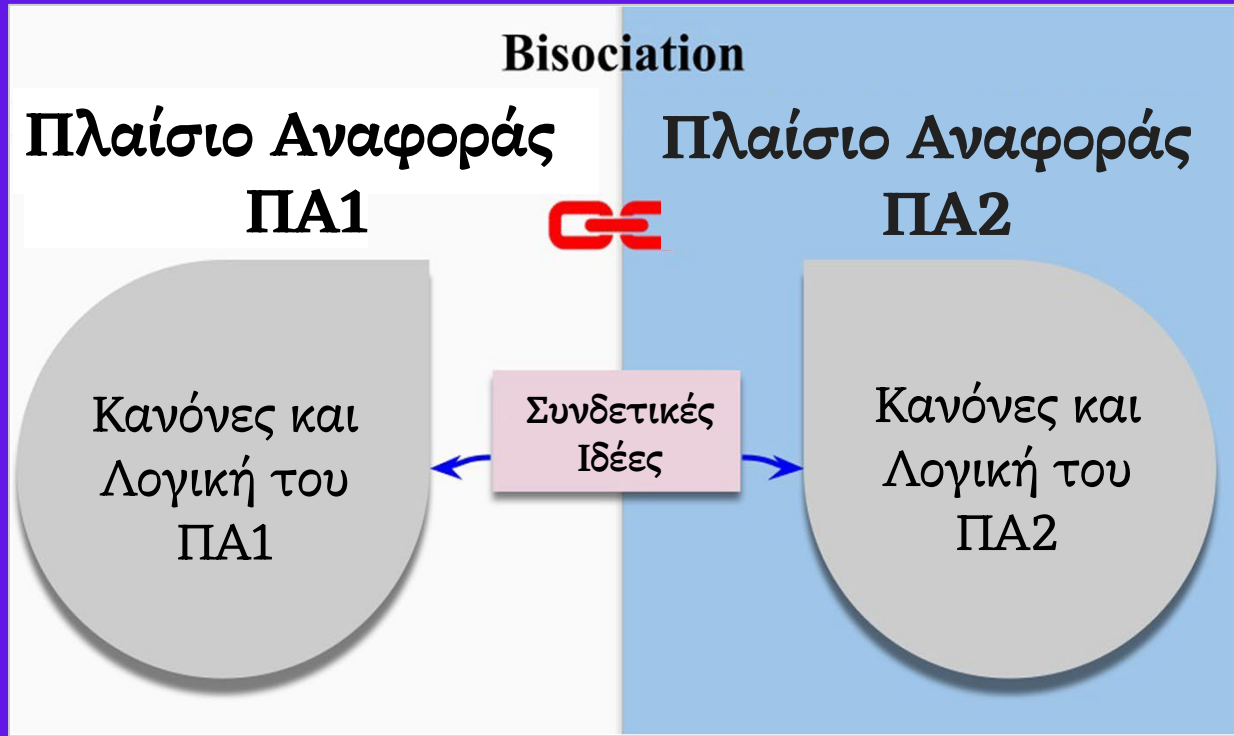 Bisociation
Πλαίσιο Αναφοράς
ΠΑ1
Πλαίσιο Αναφοράς
ΠΑ2
Κανόνες και
Λογική του
ΠΑ1
Συνδετικές
Ιδέες
Κανόνες και
Λογική του
ΠΑ2